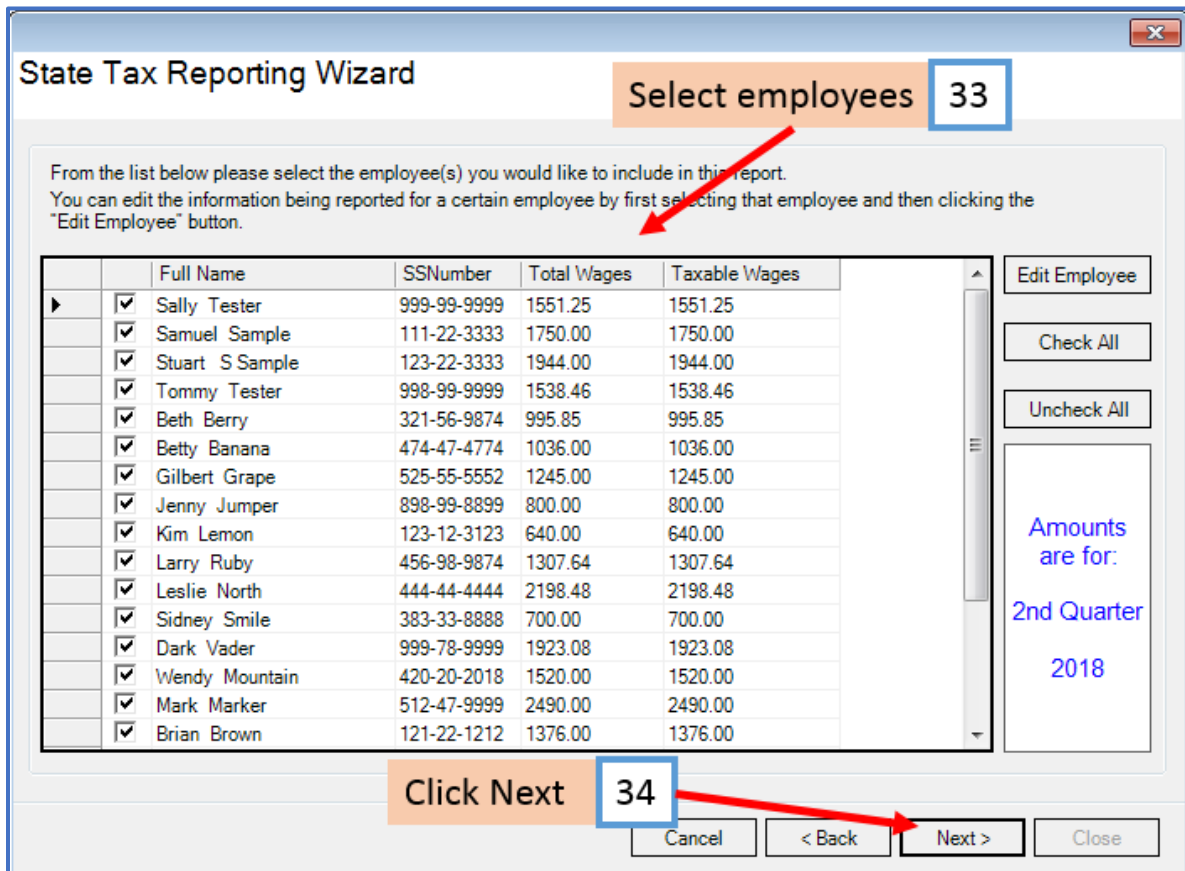 State Tax Reporting Wizard
Select employees 33
From the list below please select the employee(s) you would like to include in this report.
You can edit the information being reported for a certain employee by first selecting that employee and then clicking the
"Edit Employee" button.
Full Name SSNumber Total Wages Taxable Wages
Sally Tester 999-99-9999 1551.25 1551.25
Samuel Sample 111-22-3333 1750.00 1750.00
Stuart S Sample 123-22-3333 1944.00 1944.00
Tommy Tester 998-99-9999 1538.46 1538.46
Beth Berry 321-56-9874 995.85 995.85
Betty Banana 474-47-4774 1036.00 1036.00
Gilbert Grape 525-55-5552 1245.00 1245.00
Jenny Jumper 898-99-8899 800.00 800.00
Kim Lemon 123-12-3123 640.00 640.00
Larry Ruby 456-98-9874 1307.64 1307.64
Leslie North 444-44-4444 2198.48 2198.48
Sidney Smile 383-33-8888 700.00 700.00
Dark Vader 999-78-9999 1923.08 1923.08
Wendy Mountain 420-20-2018 1520.00 1520.00
Mark Marker 512-47-9999 2490.00 2490.00
Brian Brown 121-22-1212 1376.00 1376.00
Edit Employee
Check All
Uncheck All
Amounts
are for:
2nd Quarter
2018
Click Next 34
Cancel < Back Next > Close